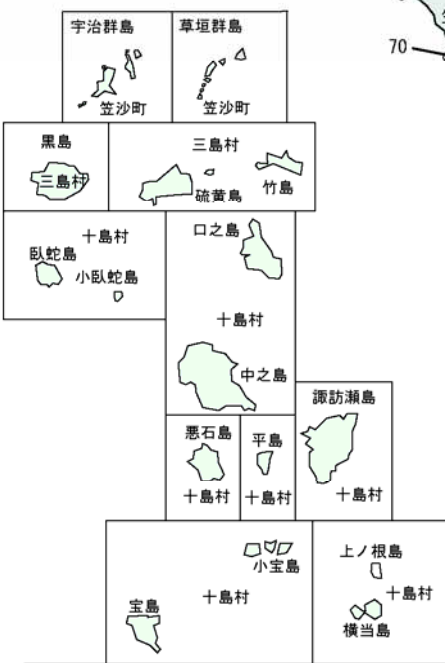 宇治群島
草垣群島
70
笠沙町
笠沙町
黒島
三島村
三島村
竹島
硫黄島
十島村
臥蛇島
小臥蛇島
口之島
十島村
中之島
諏訪瀬島
十島村
悪石島
十島村
平島
十島村
小宝島
十島村
宝島
上ノ根島
十島村
横当島